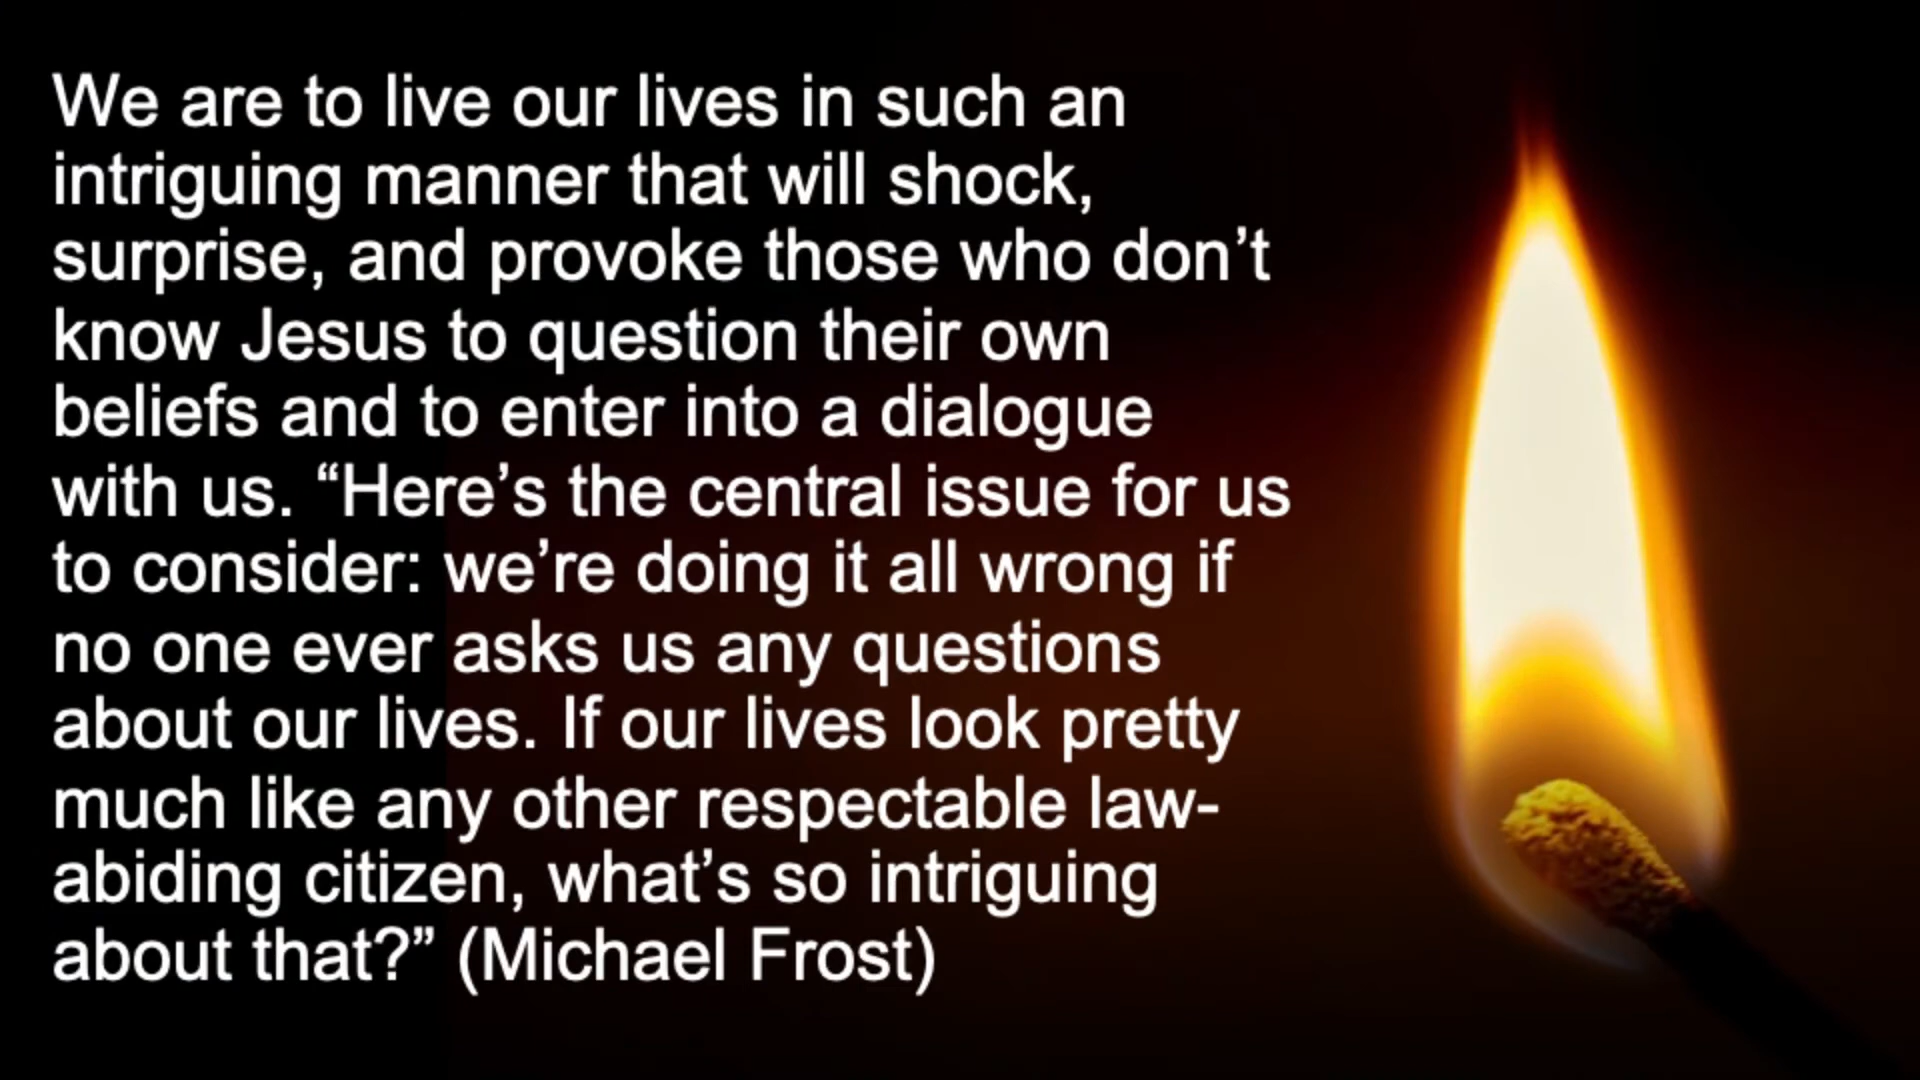 We are to live our lives in such an
intriguing manner that will shock,
surprise, and provoke those who don’t
know Jesus to question their own
beliefs and to enter into a dialogue
with us. “Here’s the central issue for us
to consider: we’re doing it all wrong if
no one ever asks us any questions
about our lives. If our lives look pretty
much like any other respectable law-
abiding citizen, what’s so intriguing
about that?” (Michael Frost)